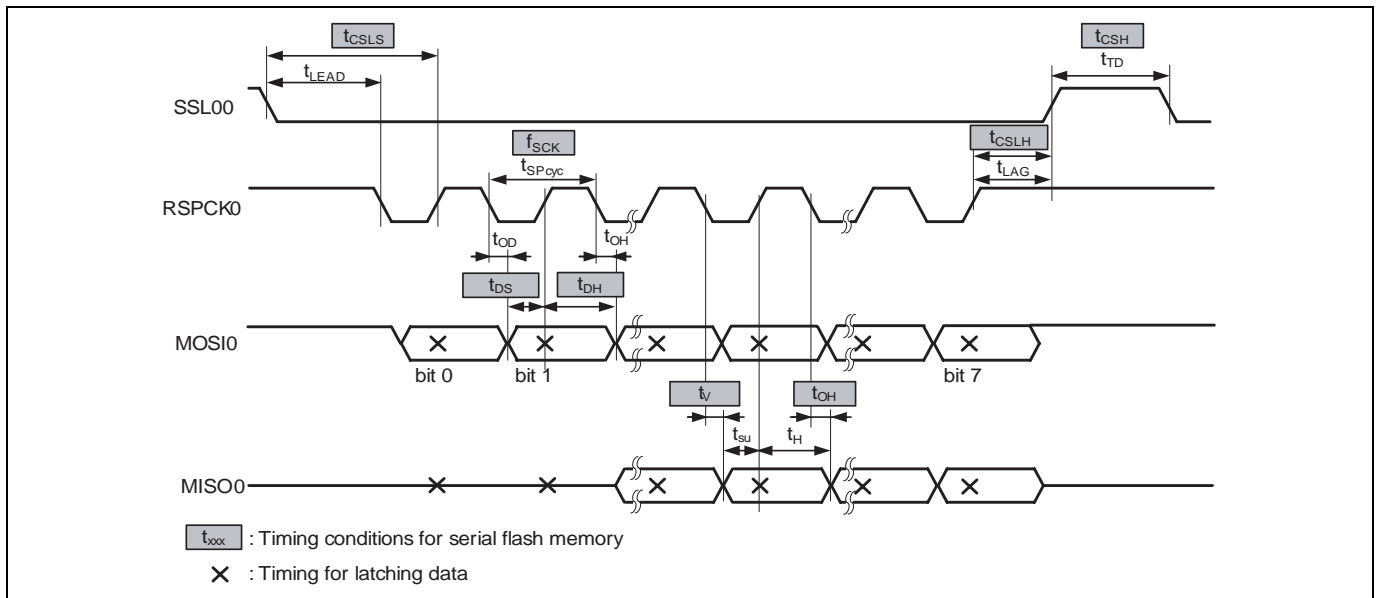 tCSLS
tCSH
tLEAD
tTD
SSL00
fSCK
tCSLH
tSPcyc
tLAG
RSPCK0
tOD
tOH
tDS
tDH
MOSI0
bit 0
bit 1
bit 7
tV
tOH
tsu
tH
MISO0
txxx : Timing conditions for serial flash memory
× : Timing for latching data